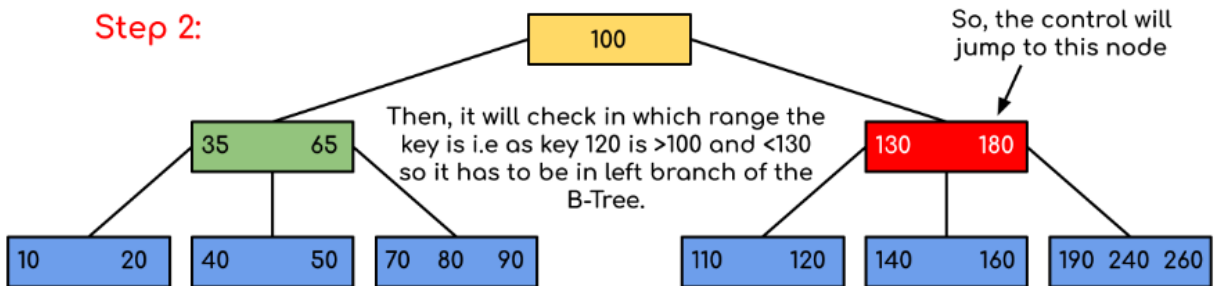 Step 2:
100
So, the control will
jump to this node
Then, it will check in which range the
key is i.e as key 120 is >100 and <130
so it has to be in left branch of the
B-Tree.
35 65
130 180
10 20
40 50
70 80 90
110 120
140 160
190 240 260